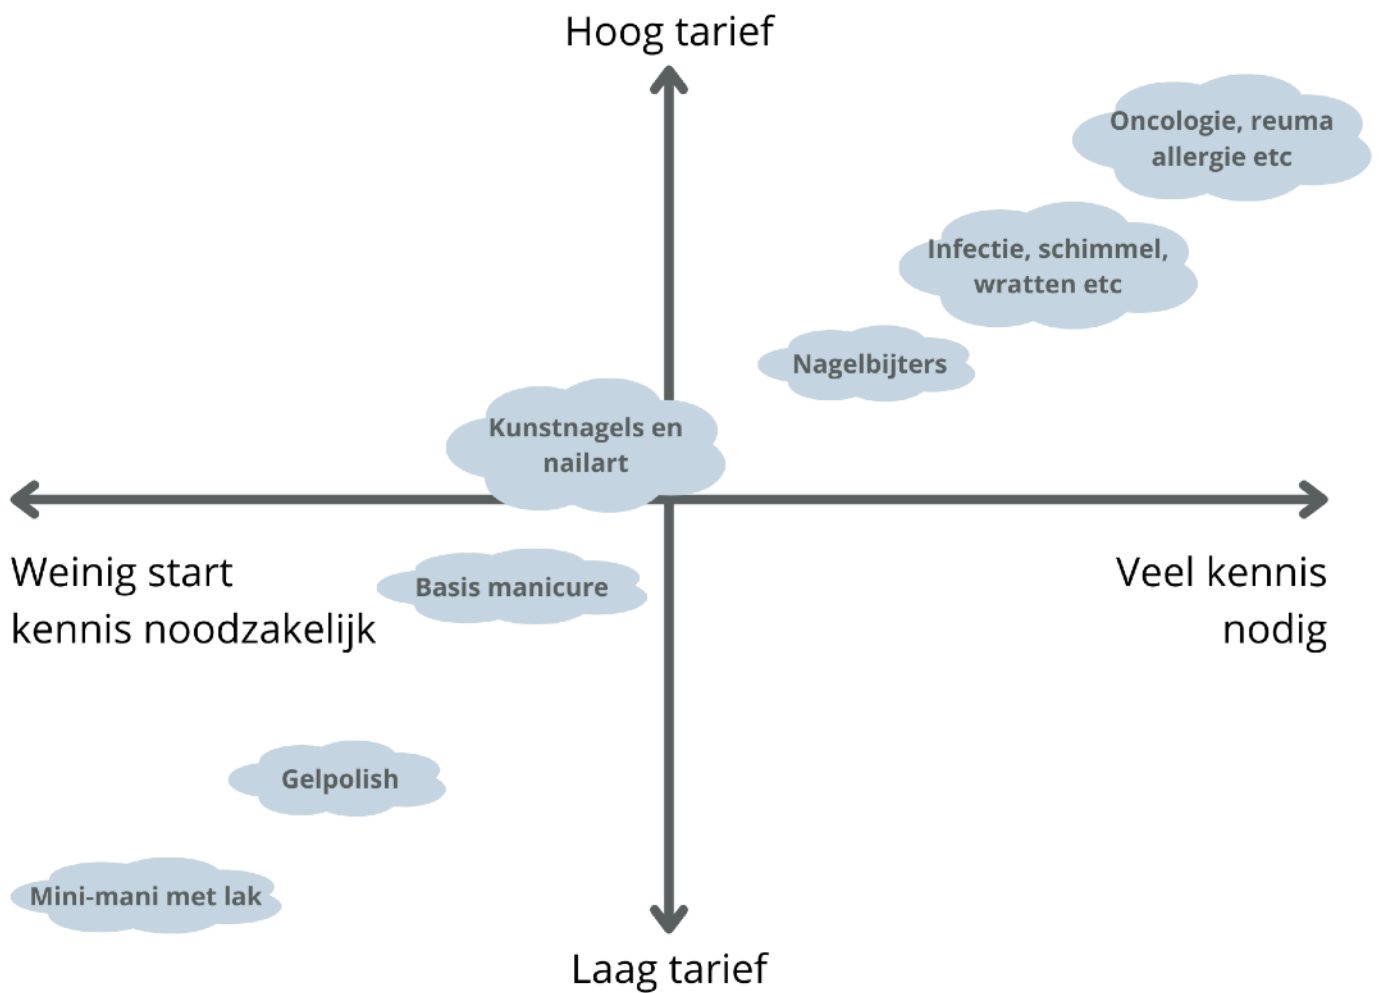 Hoog tarief
Oncologie, reuma
allergie etc
Infectie, schimmel,
wratten etc
Nagelbijters
Kunstnagels en
nailart
Weinig start
kennis noodzakelijk
Veel kennis
nodig
Basis manicure
Gelpolish
Mini-mani met lak
Laag tarief